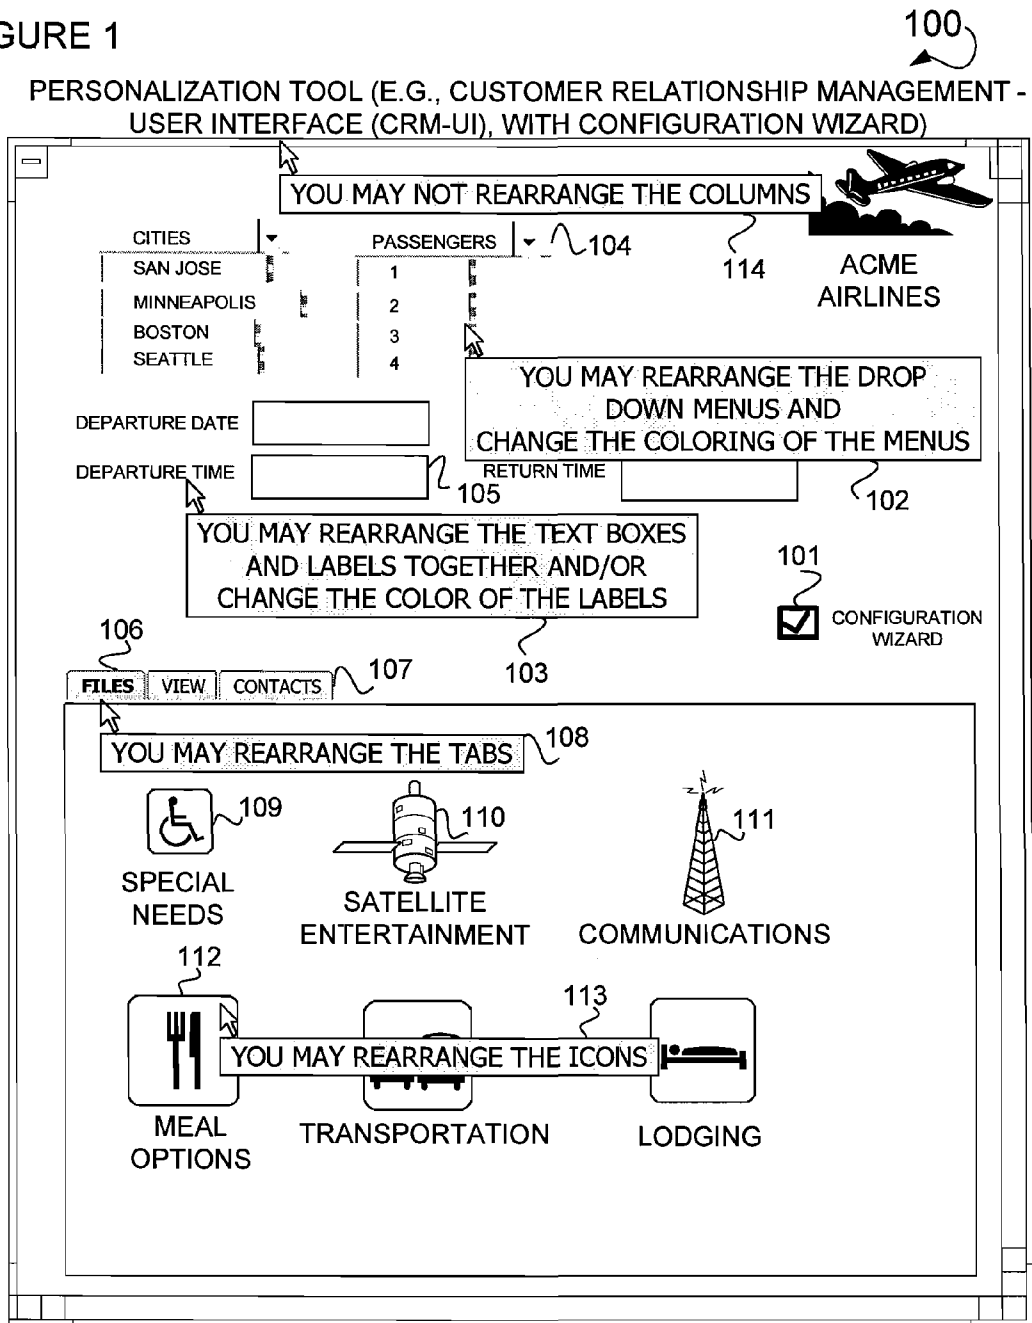 GURE 1
100
PERSONALIZATION TOOL (E.G., CUSTOMER RELATIONSHIP MANAGEMENT -
USER INTERFACE (CRM-UI), WITH CONFIGURATION WIZARD)
YOU MAY NOT REARRANGE THE COLUMNS
114
ACME
AIRLINES
CITIES
SAN JOSE
MINNEAPOLIS
BOSTON
SEATTLE
PASSENGERS
104
1
2
3
4
YOU MAY REARRANGE THE DROP
DOWN MENUS AND
CHANGE THE COLORING OF THE MENUS
102
DEPARTURE DATE
DEPARTURE TIME
105
RETURN TIME
YOU MAY REARRANGE THE TEXT BOXES
AND LABELS TOGETHER AND/OR
CHANGE THE COLOR OF THE LABELS
103
101
CONFIGURATION
WIZARD
106
FILES VIEW CONTACTS
107
YOU MAY REARRANGE THE TABS
108
109
SPECIAL
NEEDS
110
SATELLITE
ENTERTAINMENT
111
COMMUNICATIONS
112
MEAL
OPTIONS
113
YOU MAY REARRANGE THE ICONS
TRANSPORTATION
LODGING